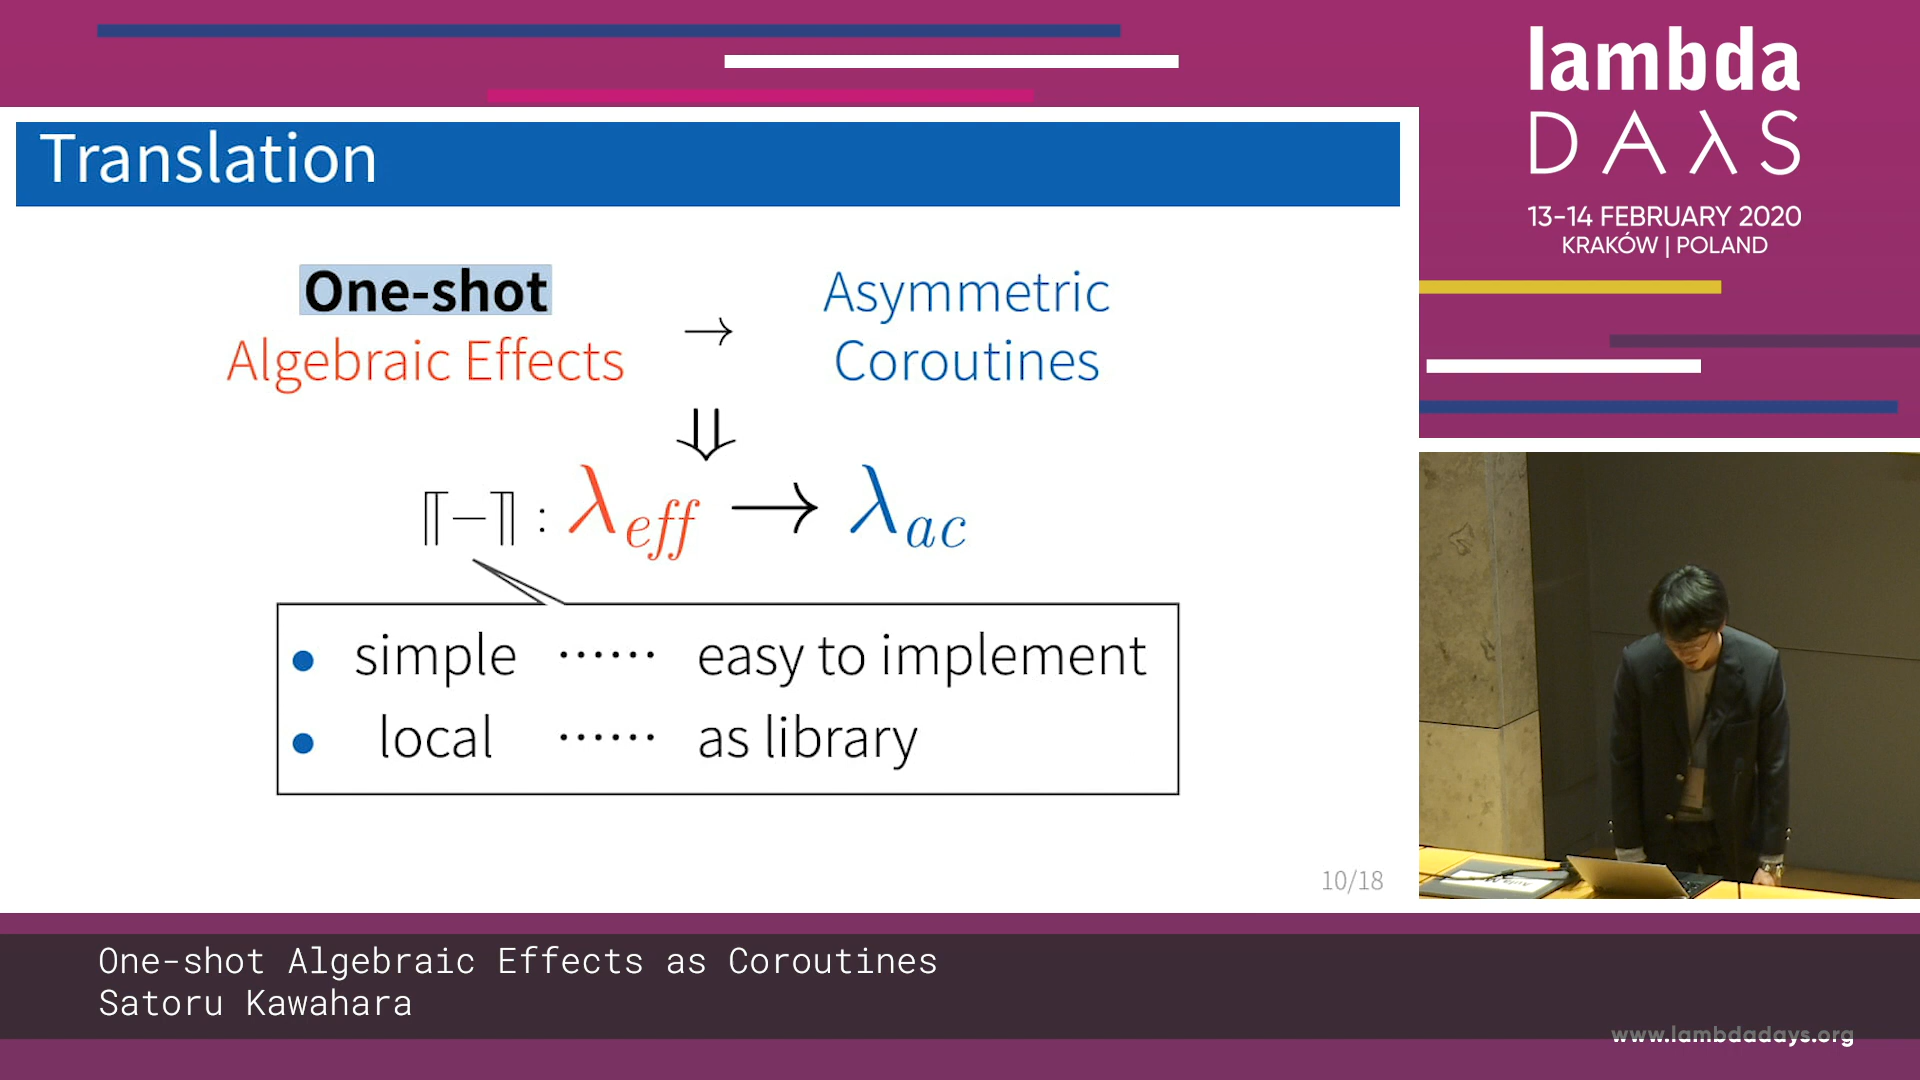 lambda
DAλS
13-14 FEBRUARY 2020
KRAKÓW | POLAND
Translation
One-shot
Algebraic Effects
→
Asymmetric
Coroutines
⇓
⟦−⟧ : λeff → λac
• simple ⋯⋯ easy to implement
• local ⋯⋯ as library
10/18
One-shot Algebraic Effects as Coroutines
Satoru Kawahara
www.lambdadays.org